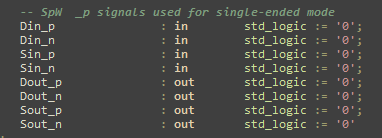 -- SpW _p signals used for single-ended mode
Din_p : in std_logic := '0';
Din_n : in std_logic := '0';
Sin_p : in std_logic := '0';
Sin_n : in std_logic := '0';
Dout_p : out std_logic := '0';
Dout_n : out std_logic := '0';
Sout_p : out std_logic := '0';
Sout_n : out std_logic := '0'